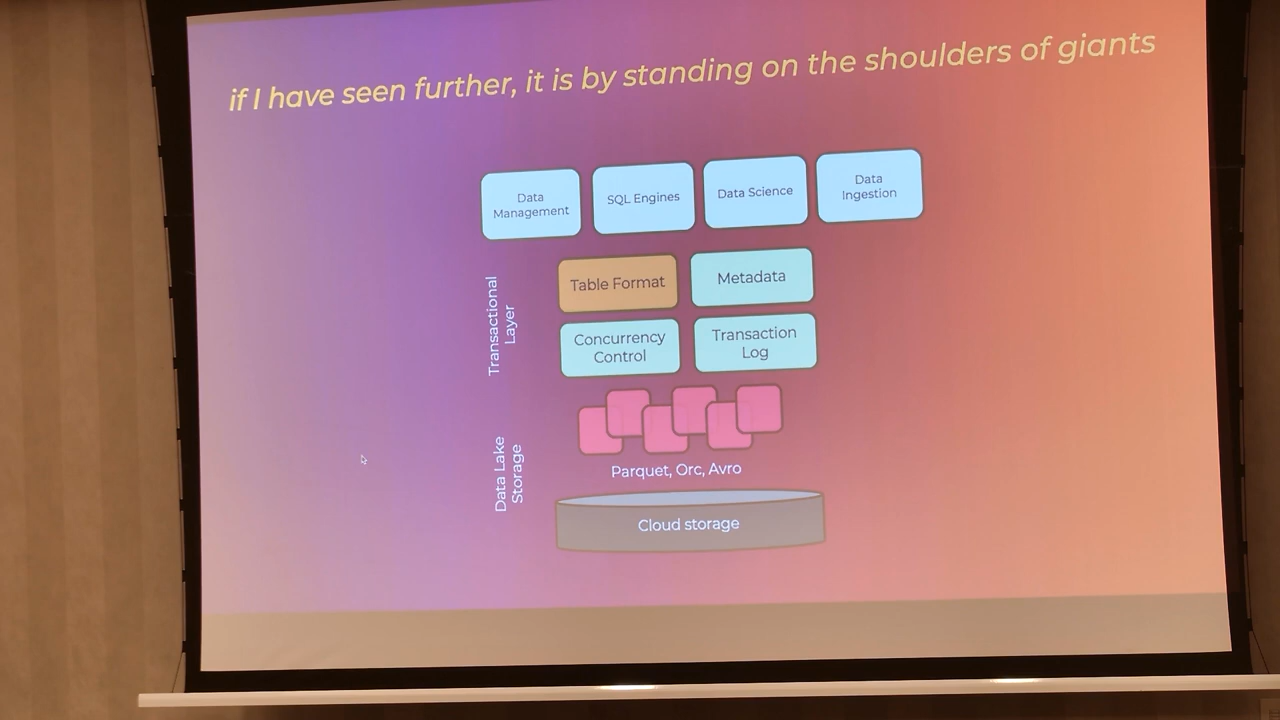 if I have seen further, it is by standing on the shoulders of giants
Data
Management
SQL Engines
Data Science
Data
Ingestion
Transactional
Layer
Table Format
Metadata
Concurrency
Control
Transaction
Log
Data Lake
Storage
Parquet, Orc, Avro
Cloud storage